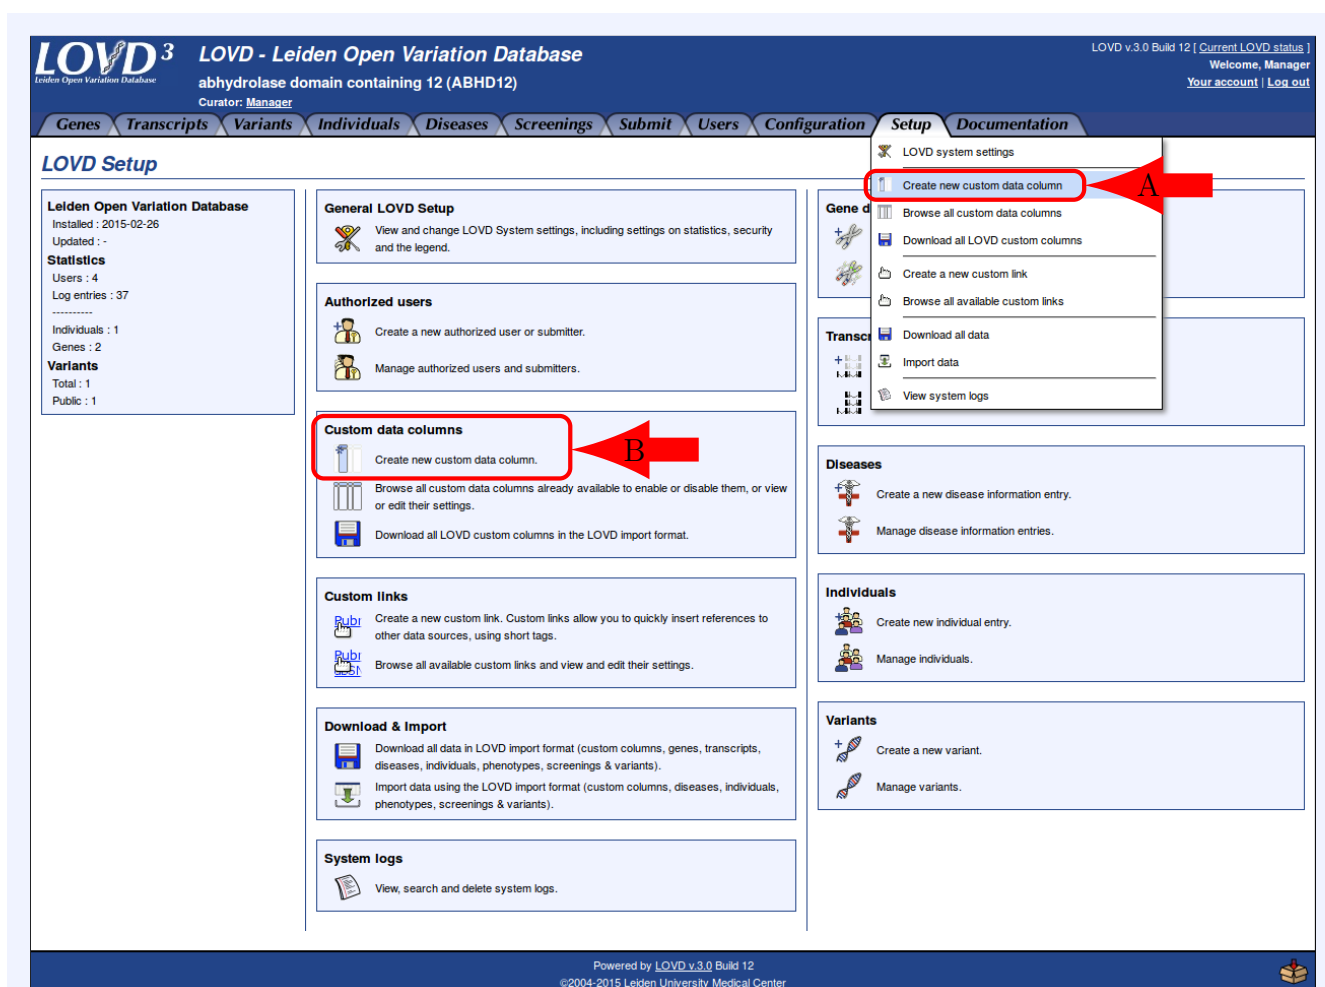 LOVD 3
Leiden Open Variation Database
LOVD - Leiden Open Variation Database
abhydrolase domain containing 12 (ABHD12)
Curator: Manager
LOVD v.3.0 Build 12 [ Current LOVD status ]
Welcome, Manager
Your account | Log out
Genes Transcripts Variants Individuals Diseases Screenings Submit Users Configuration Setup Documentation
LOVD system settings
Create new custom data column
A
Browse all custom data columns
Download all LOVD custom columns
Create a new custom link
Browse all available custom links
Download all data
Import data
View system logs
LOVD Setup
Leiden Open Variation Database
Installed : 2015-02-26
Updated : -
Statistics
Users : 4
Log entries : 37
----------
Individuals : 1
Genes : 2
Variants
Total : 1
Public : 1
General LOVD Setup
View and change LOVD System settings, including settings on statistics, security
and the legend.
Authorized users
Create a new authorized user or submitter.
Manage authorized users and submitters.
Custom data columns
Create new custom data column.
B
Browse all custom data columns already available to enable or disable them, or view
or edit their settings.
Download all LOVD custom columns in the LOVD import format.
Custom links
Create a new custom link. Custom links allow you to quickly insert references to
other data sources, using short tags.
Browse all available custom links and view and edit their settings.
Download & Import
Download all data in LOVD import format (custom columns, genes, transcripts,
diseases, individuals, phenotypes, screenings & variants).
Import data using the LOVD import format (custom columns, diseases, individuals,
phenotypes, screenings & variants).
System logs
View, search and delete system logs.
Gene d
Transc
Diseases
Create a new disease information entry.
Manage disease information entries.
Individuals
Create new individual entry.
Manage individuals.
Variants
Create a new variant.
Manage variants.
Powered by LOVD v.3.0 Build 12
©2004-2015 Leiden University Medical Center